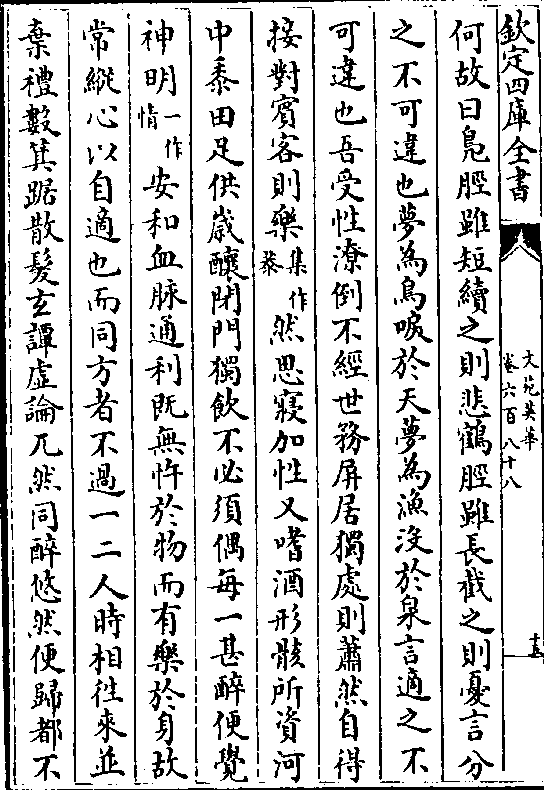 欽定四庫全書
文苑英華
卷六百八十八
十五
何故曰鳧脛雖短續之則悲鶴脛雖長截之則憂言分
之不可違也夢為鳥唳於天夢為漁沒於泉言適之不
可違也吾受性潦倒不經世務屏居獨處則蕭然自得
接對賓客則樂集作𦶜然思寢加性又嗜酒形骸所資河
中黍田足供歲釀閉門獨飲不必須偶每一甚醉便覺
神明一作情安和血脉通利既無忤於物而有樂於身故
常縱心以自適也而同方者不過一二人時相徃來並
棄禮數箕踞散髮玄譚虛論兀然同醉悠然便歸都不